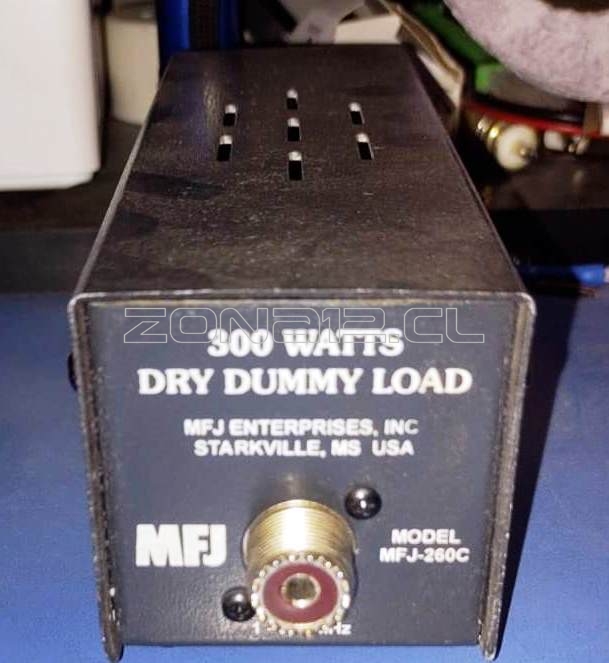 ZONA12.CL
300 WATTS
DRY DUMMY LOAD
MFJ ENTERPRISES, INC
STARKVILLE, MS USA
MFJ
MODEL
MFJ-260C